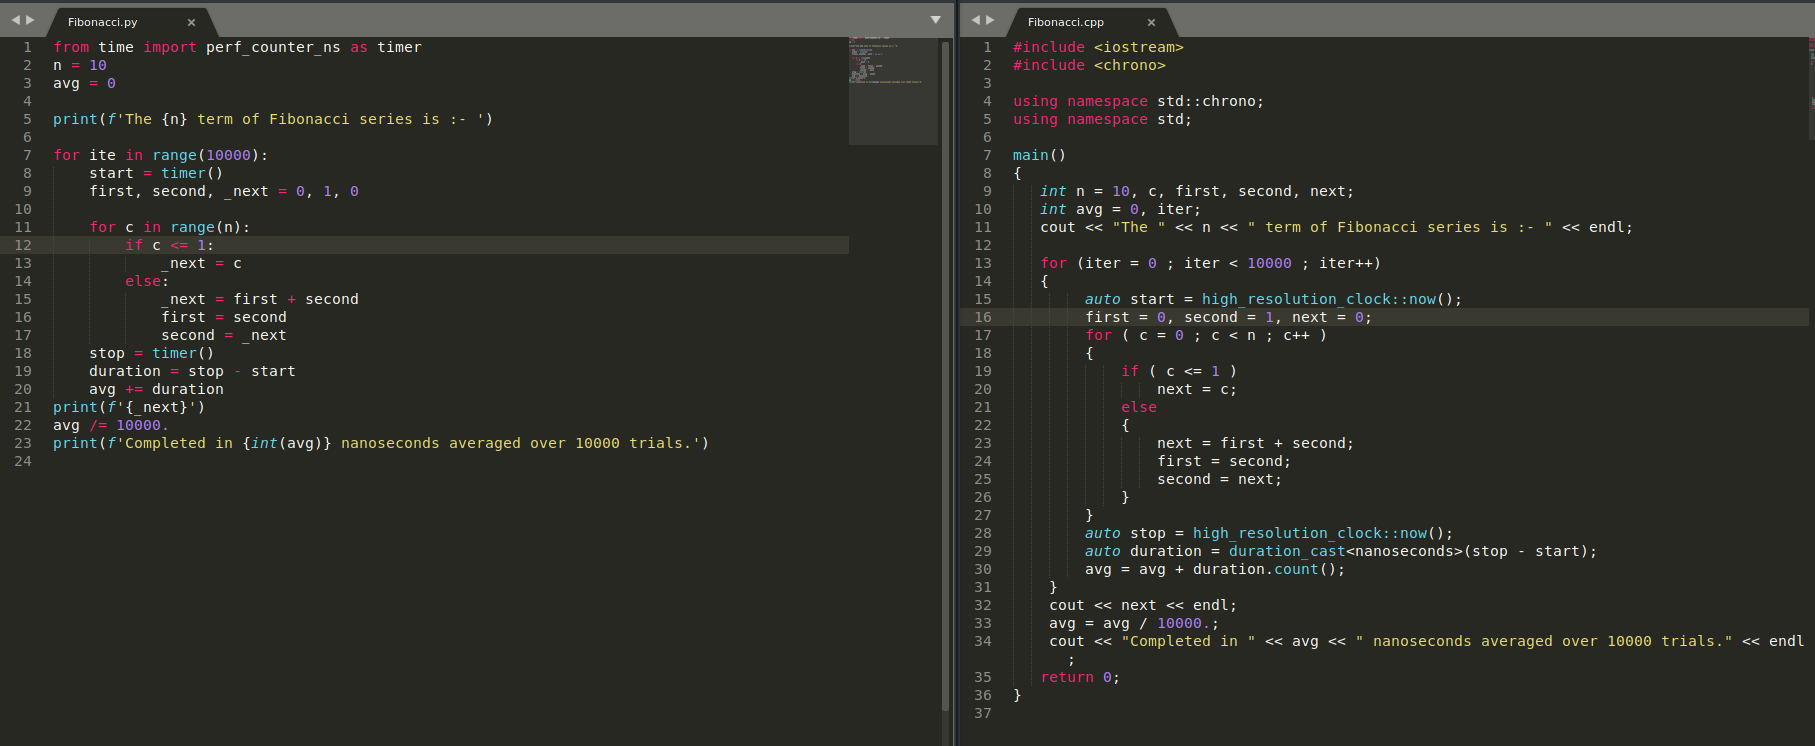 Fibonacci.py ×
1 from time import perf_counter_ns as timer
2 n = 10
3 avg = 0
4
5 print(f'The {n} term of Fibonacci series is :- ')
6
7 for ite in range(10000):
8     start = timer()
9     first, second, _next = 0, 1, 0
10
11     for c in range(n):
12         if c <= 1:
13             _next = c
14         else:
15             _next = first + second
16             first = second
17             second = _next
18     stop = timer()
19     duration = stop - start
20     avg += duration
21 print(f'{_next}')
22 avg /= 10000.
23 print(f'Completed in {int(avg)} nanoseconds averaged over 10000 trials.')
24
Fibonacci.cpp ×
1 #include <iostream>
2 #include <chrono>
3
4 using namespace std::chrono;
5 using namespace std;
6
7 main()
8 {
9    int n = 10, c, first, second, next;
10    int avg = 0, iter;
11    cout << "The " << n << " term of Fibonacci series is :- " << endl;
12
13    for (iter = 0 ; iter < 10000 ; iter++)
14    {
15         auto start = high_resolution_clock::now();
16         first = 0, second = 1, next = 0;
17         for ( c = 0 ; c < n ; c++ )
18         {
19             if ( c <= 1 )
20                 next = c;
21             else
22             {
23                 next = first + second;
24                 first = second;
25                 second = next;
26             }
27         }
28         auto stop = high_resolution_clock::now();
29         auto duration = duration_cast<nanoseconds>(stop - start);
30         avg = avg + duration.count();
31     }
32     cout << next << endl;
33     avg = avg / 10000.;
34     cout << "Completed in " << avg << " nanoseconds averaged over 10000 trials." << endl
;
35    return 0;
36 }
37